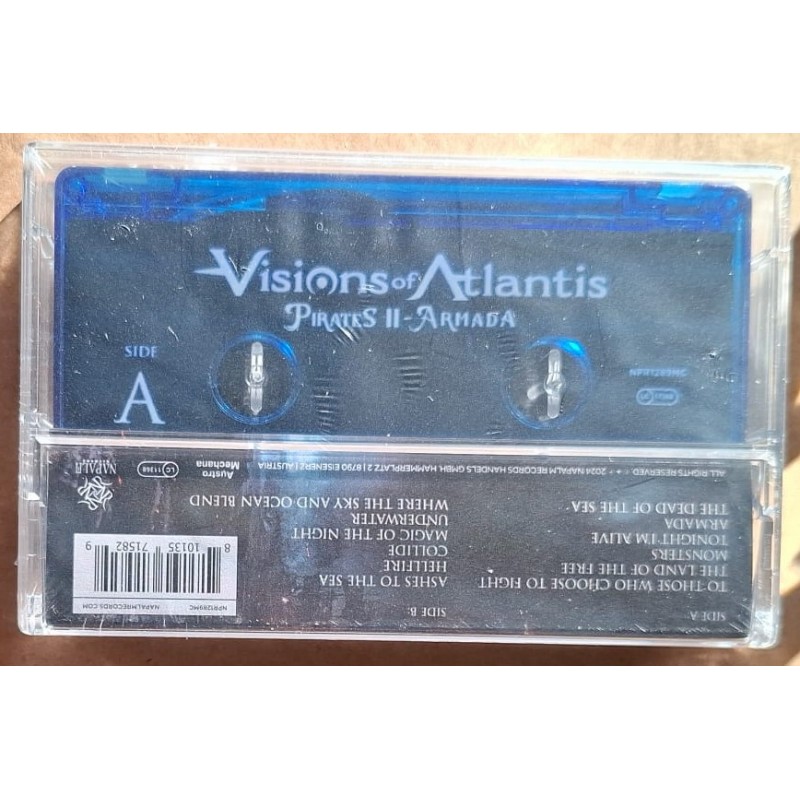 Visions of Atlantis
PIRATES II - ARMADA
SIDE
A
NPR1289MC
SIDE A:
TO THOSE WHO CHOOSE TO FIGHT
THE LAND OF THE FREE
MONSTERS
TONIGHT I'M ALIVE
ARMADA
THE DEAD OF THE SEA
SIDE B:
ASHES TO THE SEA
HELLFIRE
COLLIDE
MAGIC OF THE NIGHT
UNDERWATER
WHERE THE SKY AND OCEAN BLEND
NPR1289MC NAPALMRECORDS.COM
8 10135 71582 9
ALL RIGHTS RESERVED
2024 NAPALM RECORDS HANDELS GMBH, HAMMERPLATZ 2 | 8790 EISENERZ | AUSTRIA
LC 11368
Austro
Mechana
NAPALM
RECORDS